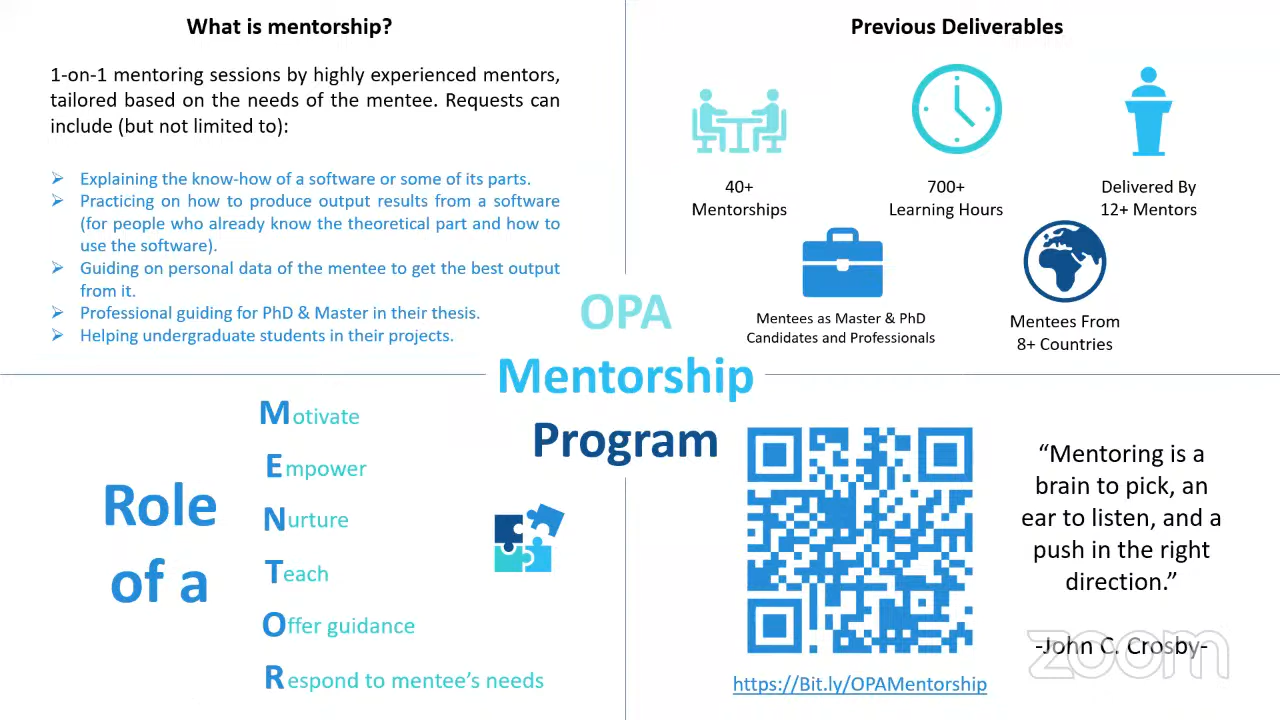 What is mentorship?
1-on-1 mentoring sessions by highly experienced mentors,
tailored based on the needs of the mentee. Requests can
include (but not limited to):
Explaining the know-how of a software or some of its parts.
Practicing on how to produce output results from a software
(for people who already know the theoretical part and how to
use the software).
Guiding on personal data of the mentee to get the best output
from it.
Professional guiding for PhD & Master in their thesis.
Helping undergraduate students in their projects.
Previous Deliverables
40+
Mentorships
700+
Learning Hours
Delivered By
12+ Mentors
Mentees as Master & PhD
Candidates and Professionals
Mentees From
8+ Countries
OPA
Mentorship
Program
Role
of a
Motivate
Empower
Nurture
Teach
Offer guidance
Respond to mentee's needs
https://Bit.ly/OPAMentorship
“Mentoring is a
brain to pick, an
ear to listen, and a
push in the right
direction.”
-John C. Crosby-
zoom